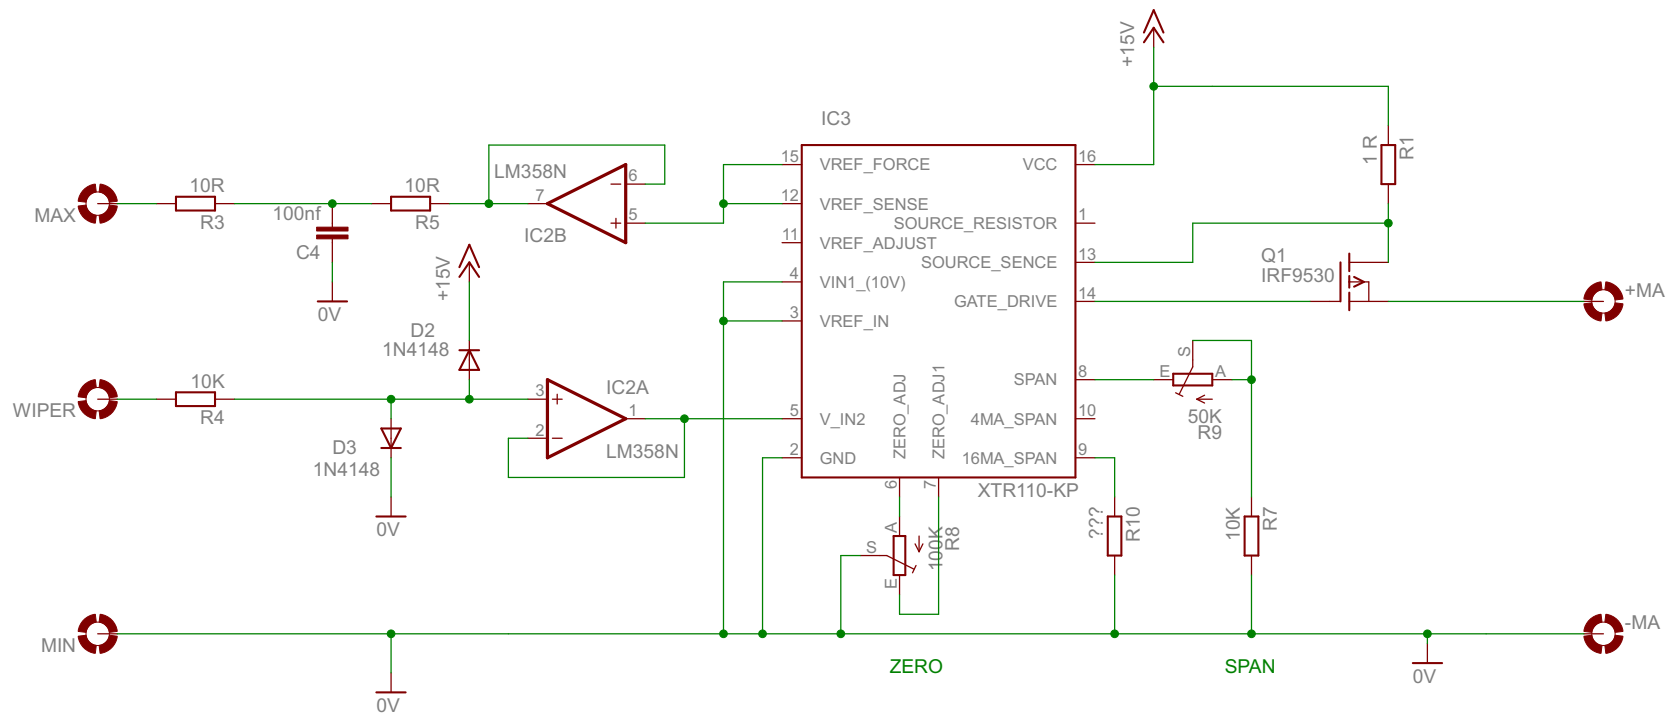 +15V
IC3
1 R
R1
15
VREF_FORCE
VCC
16
LM358N
6
10R
10R
7
12
VREF_SENSE
MAX
100nf
R3
R5
5
SOURCE_RESISTOR
1
IC2B
11
VREF_ADJUST
C4
+15V
4
VIN1_(10V)
SOURCE_SENCE
13
Q1
IRF9530
+MA
0V
3
VREF_IN
GATE_DRIVE
14
D2
1N4148
S
10K
IC2A
ZERO_ADJ
ZERO_ADJ1
SPAN
8
E
A
WIPER
R4
3
1
5
V_IN2
4MA_SPAN
10
50K
R9
D3
1N4148
2
LM358N
2
GND
16MA_SPAN
9
6
7
XTR110-KP
0V
A
S
E
100K
R8
???
R10
10K
R7
MIN
-MA
ZERO
SPAN
0V
0V